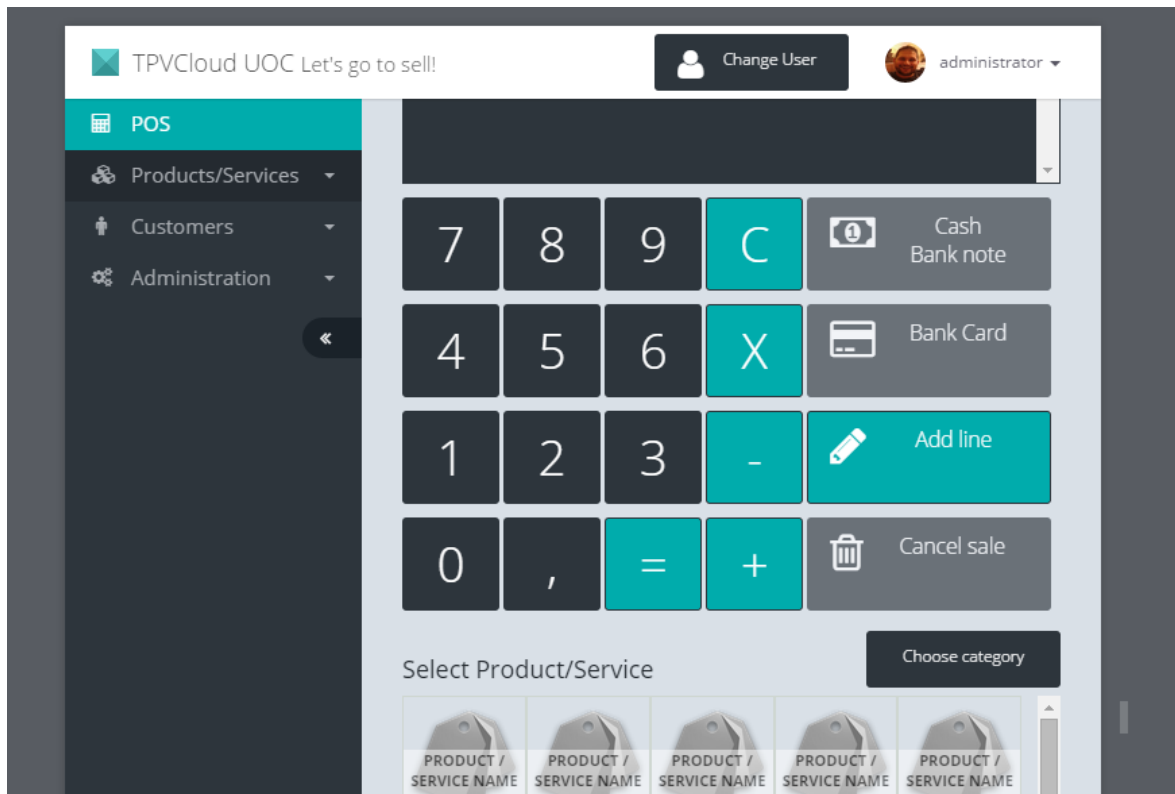 TPVCloud UOC Let's go to sell!
Change User
administrator
POS
Products/Services
Customers
Administration
7 8 9 C
Cash
Bank note
4 5 6 X
Bank Card
1 2 3 -
Add line
0 , = +
Cancel sale
Select Product/Service
Choose category
PRODUCT /
SERVICE NAME
PRODUCT /
SERVICE NAME
PRODUCT /
SERVICE NAME
PRODUCT /
SERVICE NAME
PRODUCT /
SERVICE NAME